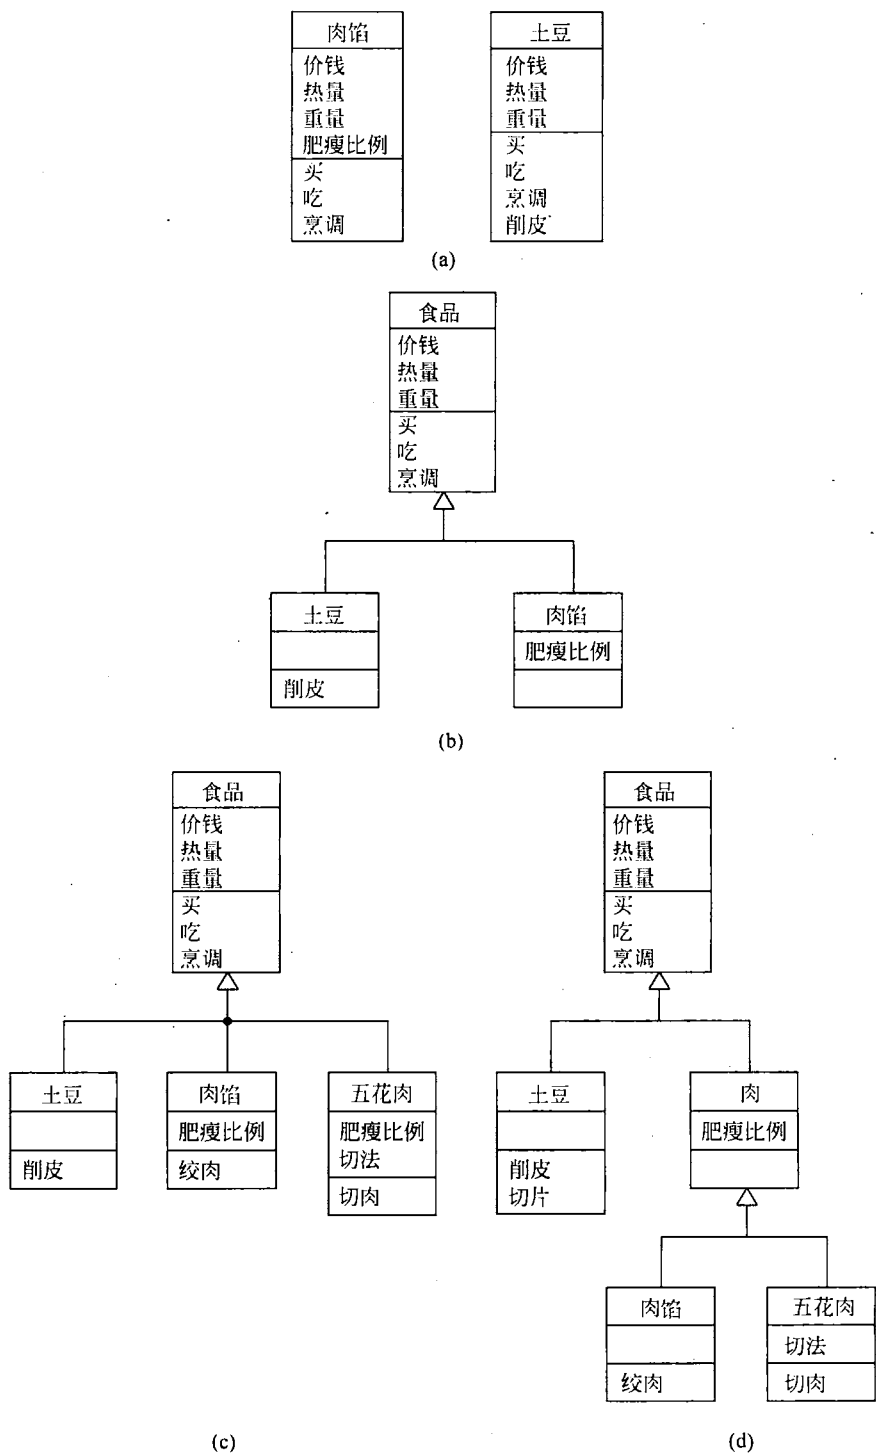 肉馅
价钱
热量
重量
肥瘦比例
买
吃
烹调
土豆
价钱
热量
重量
买
吃
烹调
削皮
(a)
食品
价钱
热量
重量
买
吃
烹调
土豆
削皮
肉馅
肥瘦比例
(b)
食品
价钱
热量
重量
买
吃
烹调
土豆
削皮
肉馅
肥瘦比例
绞肉
五花肉
肥瘦比例
切法
切肉
(c)
食品
价钱
热量
重量
买
吃
烹调
土豆
削皮
切片
肉
肥瘦比例
肉馅
绞肉
五花肉
切法
切肉
(d)